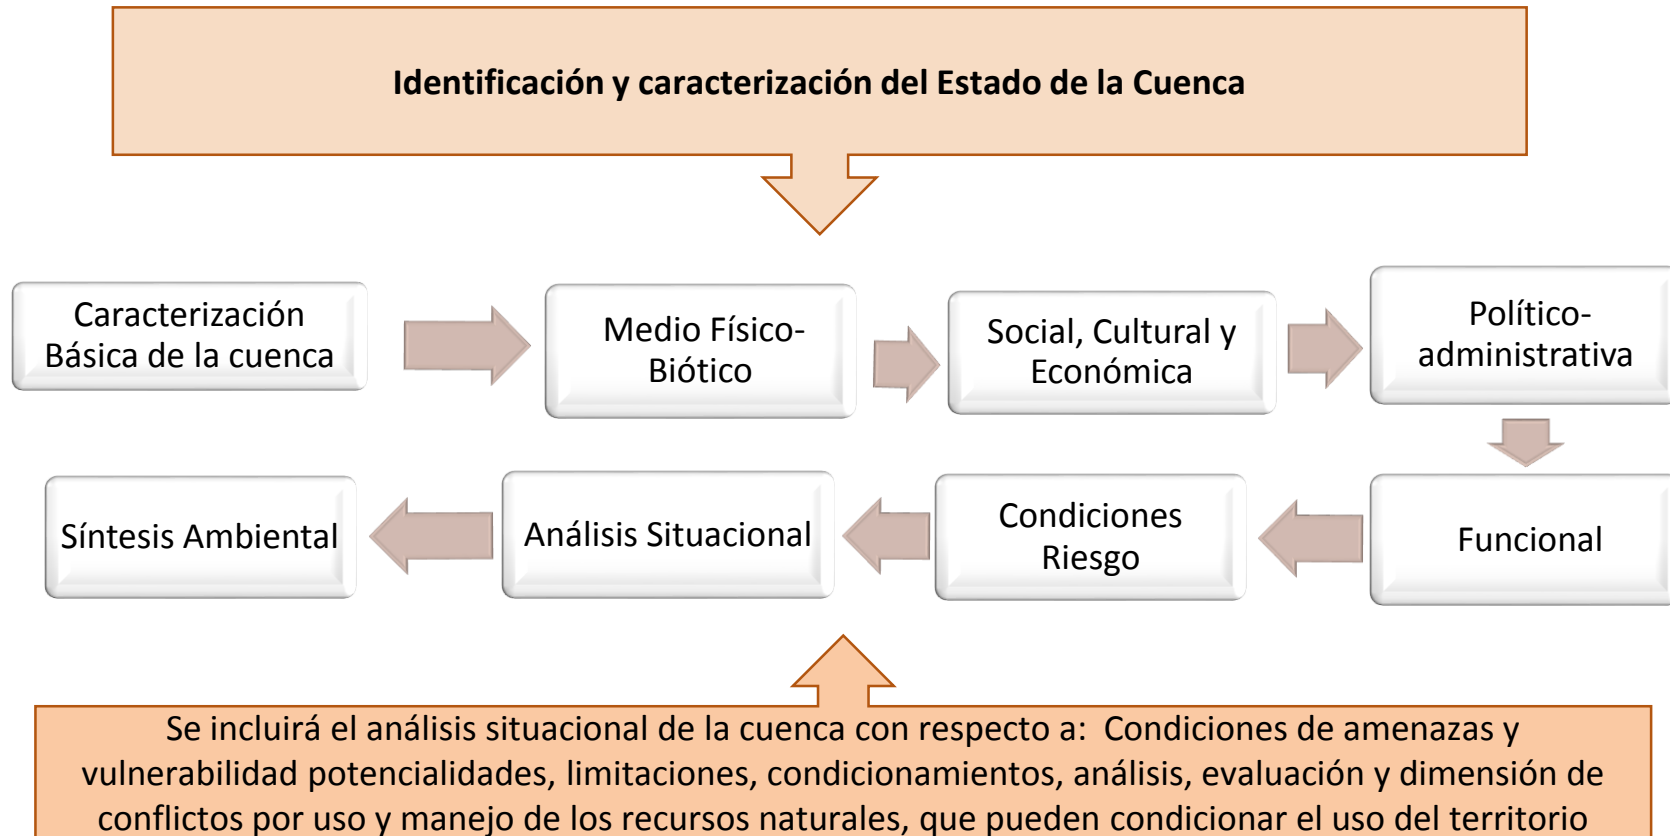 Identificación y caracterización del Estado de la Cuenca
Caracterización
Básica de la cuenca
Medio Físico-
Biótico
Social, Cultural y
Económica
Político-
administrativa
Funcional
Condiciones
Riesgo
Análisis Situacional
Síntesis Ambiental
Se incluirá el análisis situacional de la cuenca con respecto a:  Condiciones de amenazas y
vulnerabilidad potencialidades, limitaciones, condicionamientos, análisis, evaluación y dimensión de
conflictos por uso y manejo de los recursos naturales, que pueden condicionar el uso del territorio